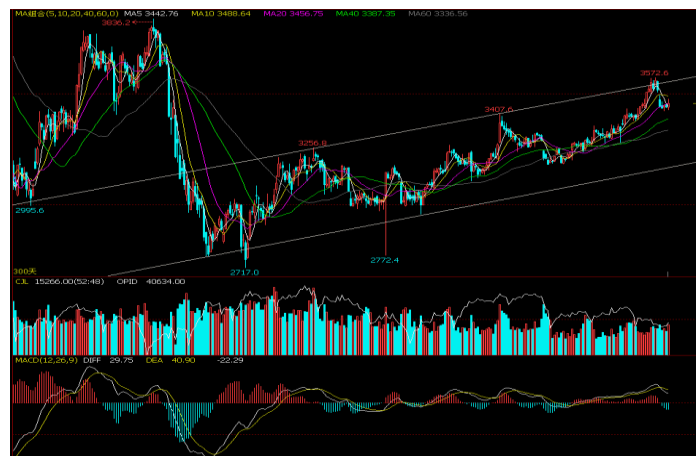 MA组合(5,10,20,40,60,0) MA5 3442.76 MA10 3488.64 MA20 3456.75 MA40 3387.35 MA60 3336.56
3836.2
3572.6
3407.6
3256.8
2995.6
2772.4
2717.0
300天
CJL 15266.00(52:48) OPID 40634.00
MACD(12,26,9) DIFF 29.75 DEA 40.90 -22.29